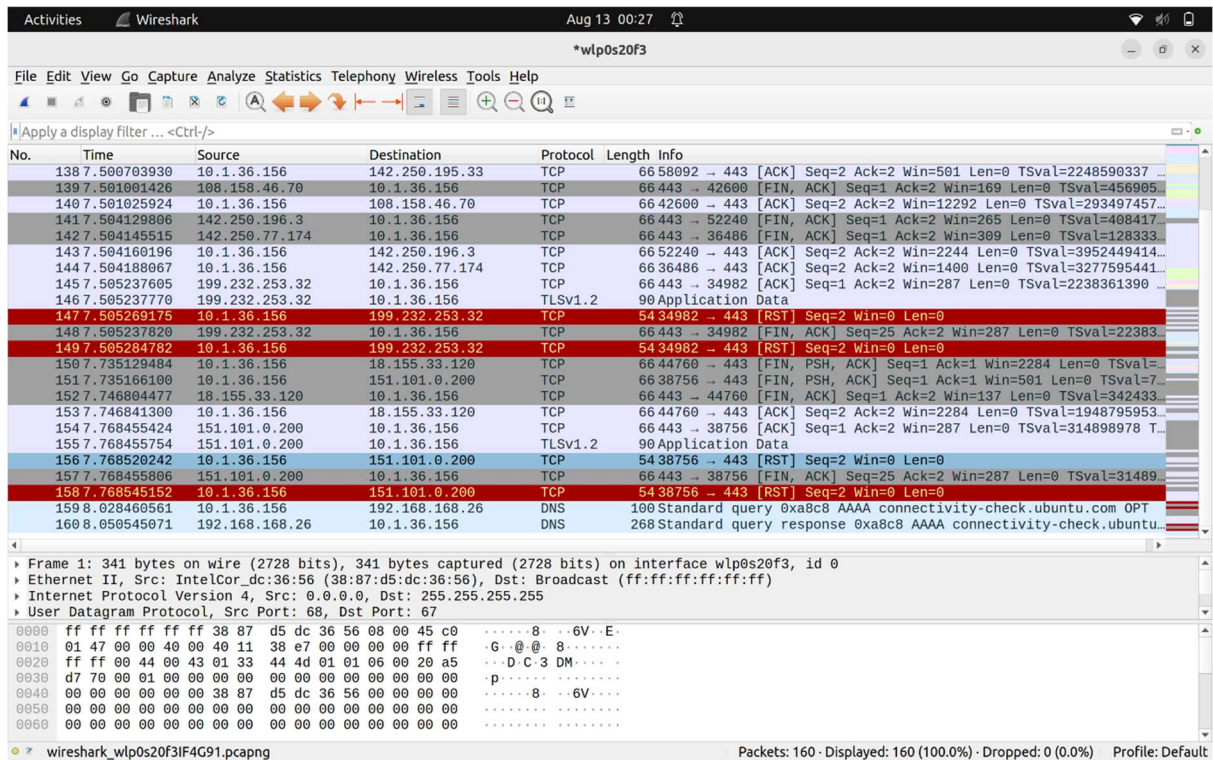 Activities Wireshark Aug 13 00:27
*wlp0s20f3
File Edit View Go Capture Analyze Statistics Telephony Wireless Tools Help
Apply a display filter … <Ctrl-/>
No. Time Source Destination Protocol Length Info
138 7.500703930 10.1.36.156 142.250.195.33 TCP 66 58092 → 443 [ACK] Seq=2 Ack=2 Win=501 Len=0 TSval=2248590337 …
139 7.501001426 108.158.46.70 10.1.36.156 TCP 66 443 → 42600 [FIN, ACK] Seq=1 Ack=2 Win=169 Len=0 TSval=456905…
140 7.501025924 10.1.36.156 108.158.46.70 TCP 66 42600 → 443 [ACK] Seq=2 Ack=2 Win=12292 Len=0 TSval=293497457…
141 7.504129806 142.250.196.3 10.1.36.156 TCP 66 443 → 52240 [FIN, ACK] Seq=1 Ack=2 Win=265 Len=0 TSval=408417…
142 7.504145515 142.250.77.174 10.1.36.156 TCP 66 443 → 36486 [FIN, ACK] Seq=1 Ack=2 Win=309 Len=0 TSval=128333…
143 7.504160196 10.1.36.156 142.250.196.3 TCP 66 52240 → 443 [ACK] Seq=2 Ack=2 Win=2244 Len=0 TSval=3952449414…
144 7.504188067 10.1.36.156 142.250.77.174 TCP 66 36486 → 443 [ACK] Seq=2 Ack=2 Win=1400 Len=0 TSval=3277595441…
145 7.505237605 199.232.253.32 10.1.36.156 TCP 66 443 → 34982 [ACK] Seq=1 Ack=2 Win=287 Len=0 TSval=2238361390 …
146 7.505237770 199.232.253.32 10.1.36.156 TLSv1.2 90 Application Data
147 7.505269175 10.1.36.156 199.232.253.32 TCP 54 34982 → 443 [RST] Seq=2 Win=0 Len=0
148 7.505237820 199.232.253.32 10.1.36.156 TCP 66 443 → 34982 [FIN, ACK] Seq=25 Ack=2 Win=287 Len=0 TSval=22383…
149 7.505284782 10.1.36.156 199.232.253.32 TCP 54 34982 → 443 [RST] Seq=2 Win=0 Len=0
150 7.735129484 10.1.36.156 18.155.33.120 TCP 66 44760 → 443 [FIN, PSH, ACK] Seq=1 Ack=1 Win=2284 Len=0 TSval=…
151 7.735166100 10.1.36.156 151.101.0.200 TCP 66 38756 → 443 [FIN, PSH, ACK] Seq=1 Ack=1 Win=501 Len=0 TSval=7…
152 7.746804477 18.155.33.120 10.1.36.156 TCP 66 443 → 44760 [FIN, ACK] Seq=1 Ack=2 Win=137 Len=0 TSval=342433…
153 7.746841300 10.1.36.156 18.155.33.120 TCP 66 44760 → 443 [ACK] Seq=2 Ack=2 Win=2284 Len=0 TSval=1948795953…
154 7.768455424 151.101.0.200 10.1.36.156 TCP 66 443 → 38756 [ACK] Seq=1 Ack=2 Win=287 Len=0 TSval=314898978 T…
155 7.768455754 151.101.0.200 10.1.36.156 TLSv1.2 90 Application Data
156 7.768520242 10.1.36.156 151.101.0.200 TCP 54 38756 → 443 [RST] Seq=2 Win=0 Len=0
157 7.768455806 151.101.0.200 10.1.36.156 TCP 66 443 → 38756 [FIN, ACK] Seq=25 Ack=2 Win=287 Len=0 TSval=31489…
158 7.768545152 10.1.36.156 151.101.0.200 TCP 54 38756 → 443 [RST] Seq=2 Win=0 Len=0
159 8.028460561 10.1.36.156 192.168.168.26 DNS 100 Standard query 0xa8c8 AAAA connectivity-check.ubuntu.com OPT
160 8.050545071 192.168.168.26 10.1.36.156 DNS 268 Standard query response 0xa8c8 AAAA connectivity-check.ubuntu…
Frame 1: 341 bytes on wire (2728 bits), 341 bytes captured (2728 bits) on interface wlp0s20f3, id 0
Ethernet II, Src: IntelCor_dc:36:56 (38:87:d5:dc:36:56), Dst: Broadcast (ff:ff:ff:ff:ff:ff)
Internet Protocol Version 4, Src: 0.0.0.0, Dst: 255.255.255.255
User Datagram Protocol, Src Port: 68, Dst Port: 67
0000 ff ff ff ff ff ff 38 87 d5 dc 36 56 08 00 45 c0 ······8· ··6V··E·
0010 01 47 00 00 40 00 40 11 38 e7 00 00 00 00 ff ff ·G··@·@· 8·······
0020 ff ff 00 44 00 43 01 33 44 4d 01 01 06 00 20 a5 ···D·C·3 DM···· ·
0030 d7 70 00 01 00 00 00 00 00 00 00 00 00 00 00 00 ·p······ ········
0040 00 00 00 00 00 00 38 87 d5 dc 36 56 00 00 00 00 ······8· ··6V····
0050 00 00 00 00 00 00 00 00 00 00 00 00 00 00 00 00 ········ ········
0060 00 00 00 00 00 00 00 00 00 00 00 00 00 00 00 00 ········ ········
wireshark_wlp0s20f3IF4G91.pcapng Packets: 160 · Displayed: 160 (100.0%) · Dropped: 0 (0.0%) Profile: Default